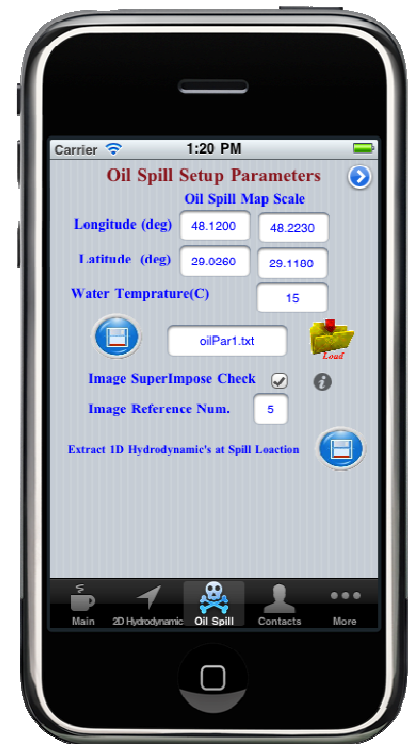 Carrier 1:20 PM
Oil Spill Setup Parameters
Oil Spill Map Scale
Longitude (deg) 48.1200 48.2230
Latitude (deg) 29.0260 29.1180
Water Temprature(C) 15
oilPar1.txt Load
Image SuperImpose Check i
Image Reference Num. 5
Extract 1D Hydrodynamic's at Spill Loaction
Main 2D Hydrodynamic Oil Spill Contacts More